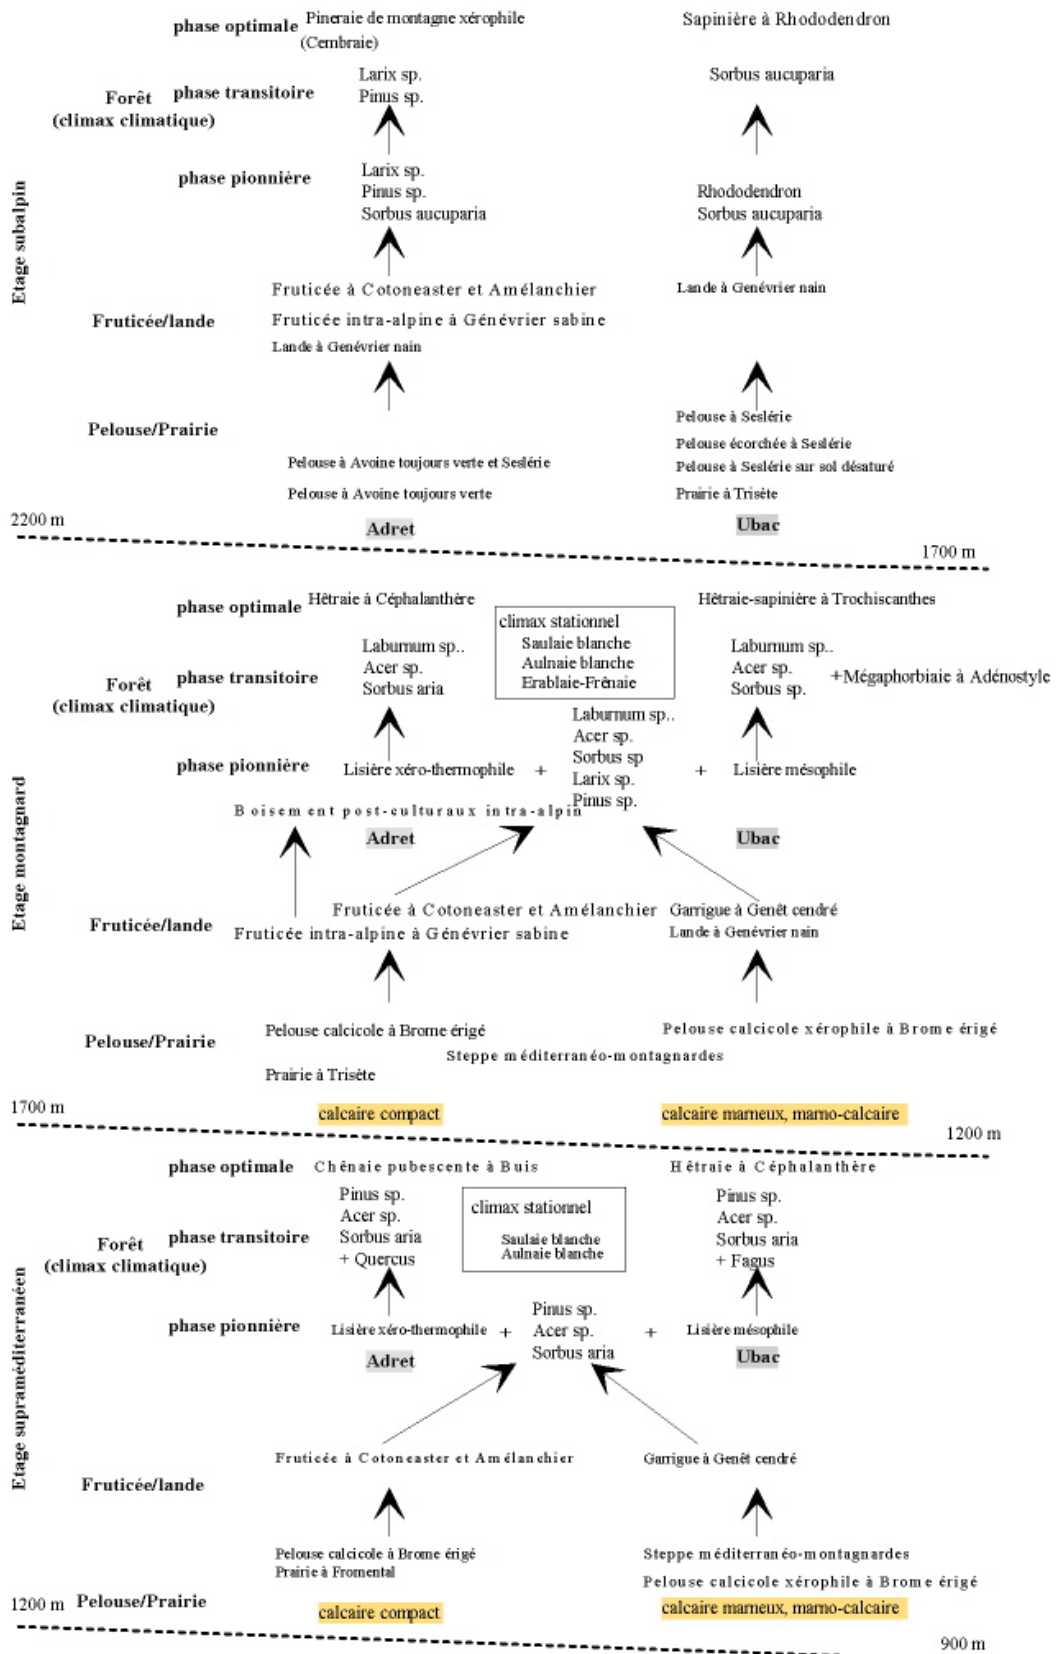 phase optimale Pineraie de montagne xérophile
(Cembraie)
Sapinière à Rhododendron
Larix sp.
Pinus sp.
Sorbus aucuparia
Forêt
(climax climatique)
phase transitoire
phase pionnière
Larix sp.
Pinus sp.
Sorbus aucuparia
Rhododendron
Sorbus aucuparia
Etage subalpin
Fruticée à Cotoneaster et Amélanchier
Lande à Genévrier nain
Fruticée/lande
Fruticée intra-alpine à Génévrier sabine
Lande à Genévrier nain
Pelouse/Prairie
Pelouse à Seslérie
Pelouse écorchée à Seslérie
Pelouse à Avoine toujours verte et Seslérie
Pelouse à Seslérie sur sol désaturé
Pelouse à Avoine toujours verte
Prairie à Trisète
2200 m
Adret
Ubac
1700 m
phase optimale Hêtraie à Céphalanthère
Hêtraie-sapinière à Trochiscanthes
climax stationnel
Saulaie blanche
Aulnaie blanche
Erablaie-Frênaie
Laburnum sp..
Acer sp.
Sorbus aria
Laburnum sp..
Acer sp.
Sorbus sp.
+Mégaphorbiaie à Adénostyle
Forêt
(climax climatique)
phase transitoire
Laburnum sp..
Acer sp.
Sorbus sp
Larix sp.
Pinus sp.
phase pionnière
Lisière xéro-thermophile +
+ Lisière mésophile
Boisement post-culturaux intra-alpin
Adret
Ubac
Etage montagnard
Fruticée/lande
Fruticée à Cotoneaster et Amélanchier
Garrigue à Genêt cendré
Fruticée intra-alpine à Génévrier sabine
Lande à Genévrier nain
Pelouse/Prairie
Pelouse calcicole à Brome érigé
Pelouse calcicole xérophile à Brome érigé
Steppe méditerranéo-montagnardes
Prairie à Trisète
1700 m
calcaire compact
calcaire marneux, marno-calcaire
1200 m
phase optimale Chênaie pubescente à Buis
Hêtraie à Céphalanthère
Pinus sp.
Acer sp.
Sorbus aria
+ Quercus
climax stationnel
Saulaie blanche
Aulnaie blanche
Pinus sp.
Acer sp.
Sorbus aria
+ Fagus
Forêt
(climax climatique)
phase transitoire
phase pionnière
Lisière xéro-thermophile +
Pinus sp.
Acer sp.
Sorbus aria
+ Lisière mésophile
Adret
Ubac
Etage supraméditerranéen
Fruticée à Cotoneaster et Amélanchier
Garrigue à Genêt cendré
Fruticée/lande
Pelouse calcicole à Brome érigé
Prairie à Fromental
Steppe méditerranéo-montagnardes
Pelouse calcicole xérophile à Brome érigé
1200 m Pelouse/Prairie
calcaire compact
calcaire marneux, marno-calcaire
900 m